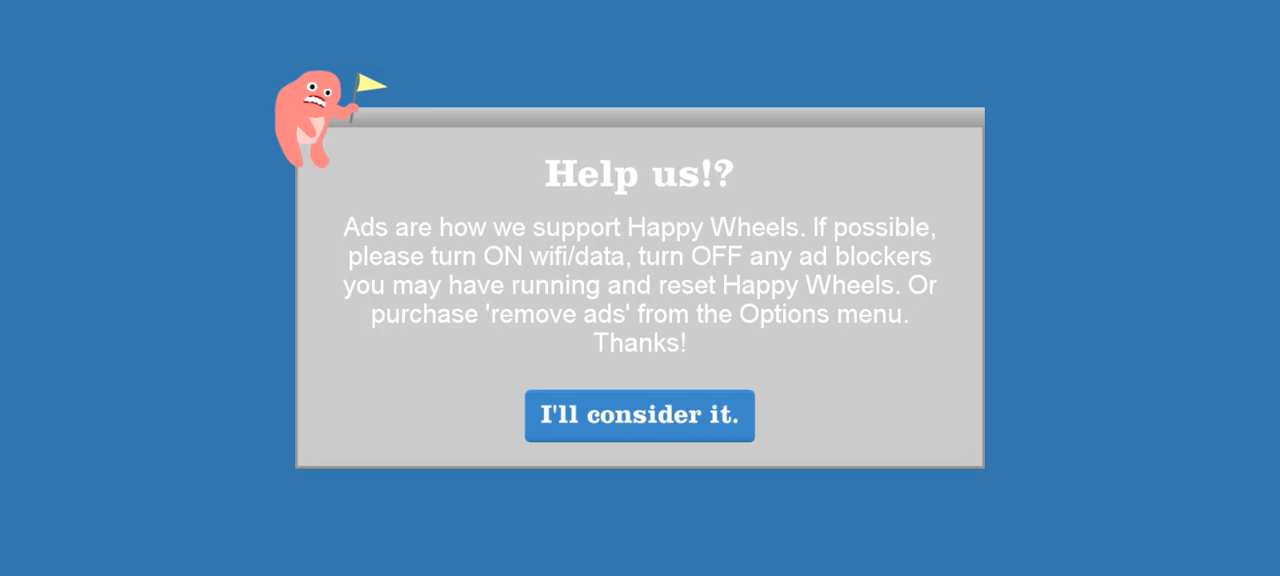 Help us!?
Ads are how we support Happy Wheels. If possible,
please turn ON wifi/data, turn OFF any ad blockers
you may have running and reset Happy Wheels. Or
purchase 'remove ads' from the Options menu.
Thanks!
I'll consider it.